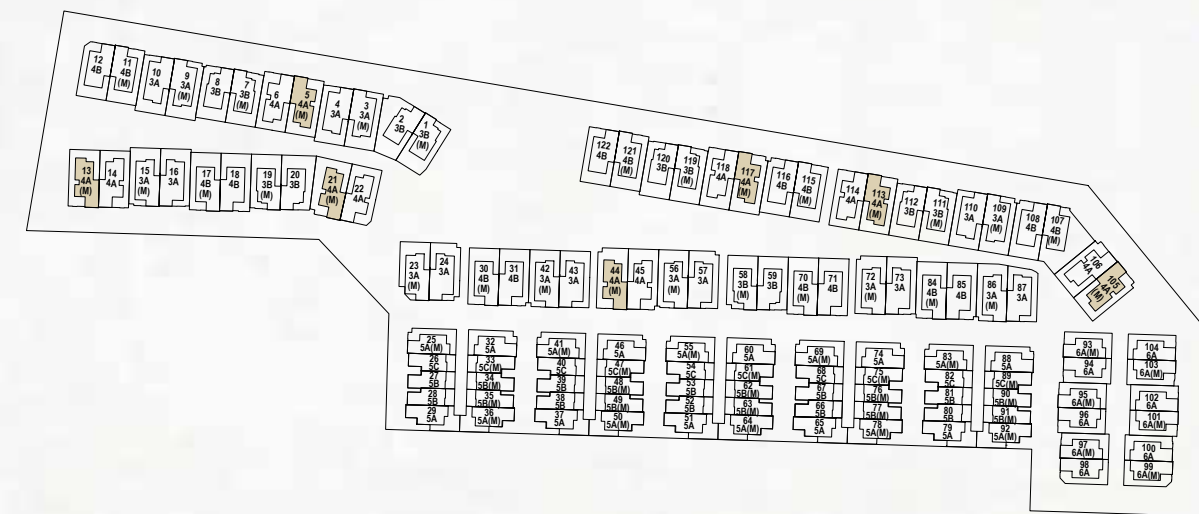 12
4B
11
4B
(M)
10
3A
9
3A
(M)
8
3B
7
3B
(M)
6
4A
5
4A
(M)
4
3A
3
3A
(M)
2
3B
1
3B
(M)
13
4A
(M)
14
4A
15
3A
(M)
16
3A
17
4B
(M)
18
4B
19
3B
(M)
20
3B
21
4A
(M)
22
4A
122
4B
121
4B
(M)
120
3B
119
3B
(M)
118
4A
117
4A
(M)
116
4B
115
4B
(M)
114
4A
113
4A
(M)
112
3B
111
3B
(M)
110
3A
109
3A
(M)
108
4B
107
4B
(M)
106
4A
105
4A
(M)
23
3A
(M)
24
3A
30
4B
(M)
31
4B
42
3A
(M)
43
3A
44
4A
(M)
45
4A
56
3A
(M)
57
3A
58
3B
(M)
59
3B
70
4B
(M)
71
4B
72
3A
(M)
73
3A
84
4B
(M)
85
4B
86
3A
(M)
87
3A
25
5A(M)
26
5C
27
5B
28
5B
29
5A
32
5A
33
5C(M)
34
5B(M)
35
5B(M)
36
5A(M)
41
5A(M)
40
5C
39
5B
38
5B
37
5A
46
5A
47
5C(M)
48
5B(M)
49
5B(M)
50
5A(M)
55
5A(M)
54
5C
53
5B
52
5B
51
5A
60
5A
61
5C(M)
62
5B(M)
63
5B(M)
64
5A(M)
69
5A(M)
68
5C
67
5B
66
5B
65
5A
74
5A
75
5C(M)
76
5B(M)
77
5B(M)
78
5A(M)
83
5A(M)
82
5C
81
5B
80
5B
79
5A
88
5A
89
5C(M)
90
5B(M)
91
5B(M)
92
5A(M)
93
6A(M)
94
6A
95
6A(M)
96
6A
97
6A(M)
98
6A
104
6A
103
6A(M)
102
6A
101
6A(M)
100
6A
99
6A(M)